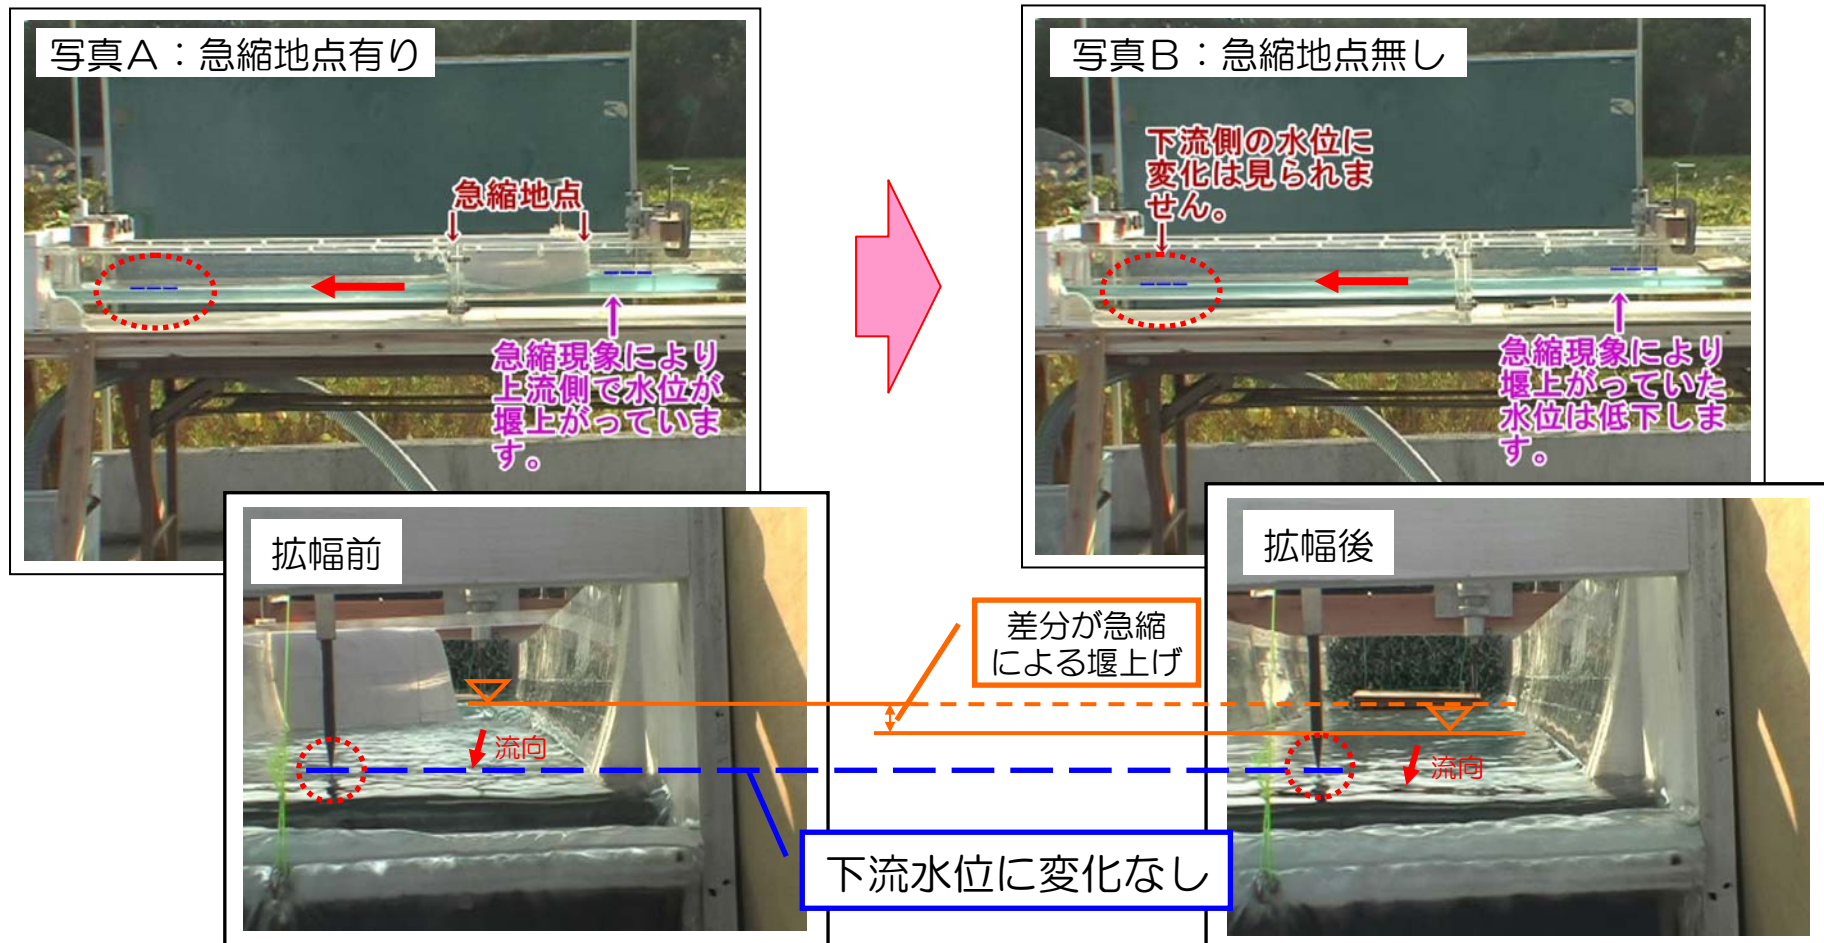 写真A：急縮地点有り
急縮地点
急縮現象により
上流側で水位が
堰上がっていま
す。
写真B：急縮地点無し
下流側の水位に
変化は見られま
せん。
急縮現象により
堰上がっていた
水位は低下しま
す。
拡幅前
流向
差分が急縮
による堰上げ
拡幅後
流向
下流水位に変化なし